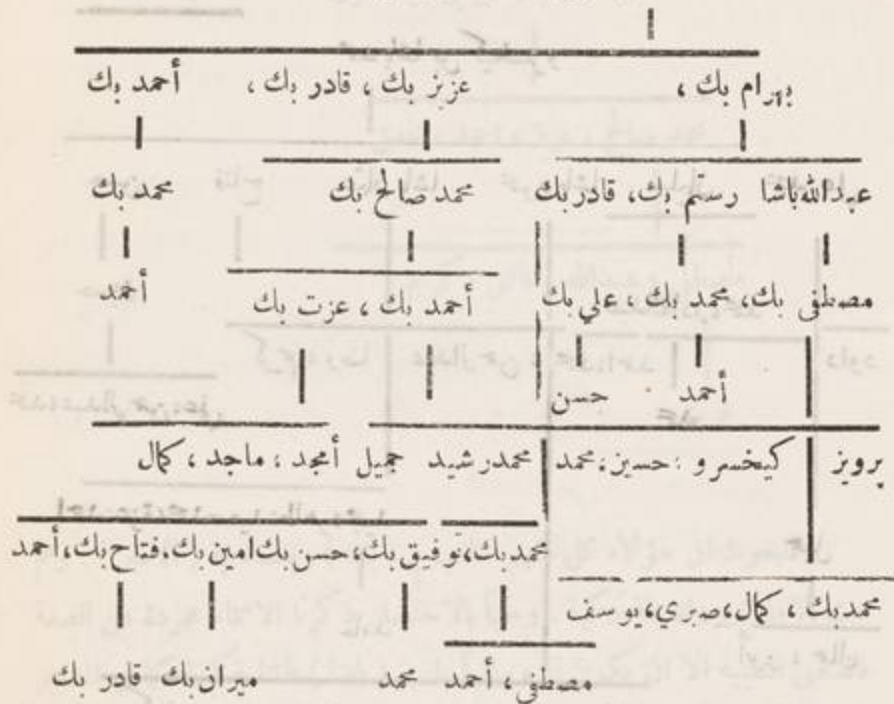 بهرام بك ، عزيز بك ، قادر بك ، أحمد بك
عبدالله باشا رستم بك، قادر بك محمد صالح بك محمد بك
مصطفى بك، محمد بك ، علي بك أحمد بك ، عزت بك أحمد
أحمد حسن
برويز كيخسرو ؛ حسين، محمد محمد رشيد جميل أمجد ، ماجد ، كمال
محمد بك، توفيق بك، حسن بك امين بك، فتاح بك، أحمد
محمد بك ، كمال، صبري، يوسف
مصطفى ، أحمد محمد ميران بك قادر بك